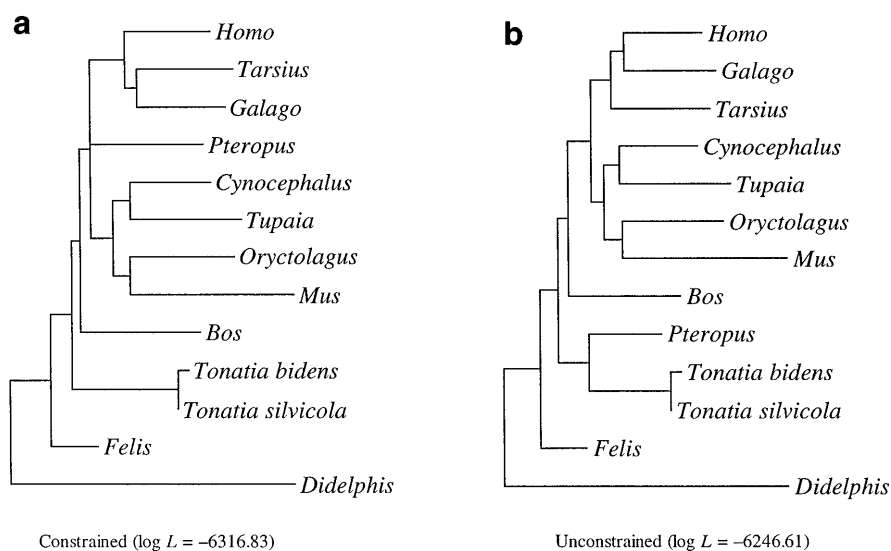 a
Homo
Tarsius
Galago
Pteropus
Cynocephalus
Tupaia
Oryctolagus
Mus
Bos
Tonatia bidens
Tonatia silvicola
Felis
Didelphis
Constrained (log L = –6316.83)
b
Homo
Galago
Tarsius
Cynocephalus
Tupaia
Oryctolagus
Mus
Bos
Pteropus
Tonatia bidens
Tonatia silvicola
Felis
Didelphis
Unconstrained (log L = –6246.61)